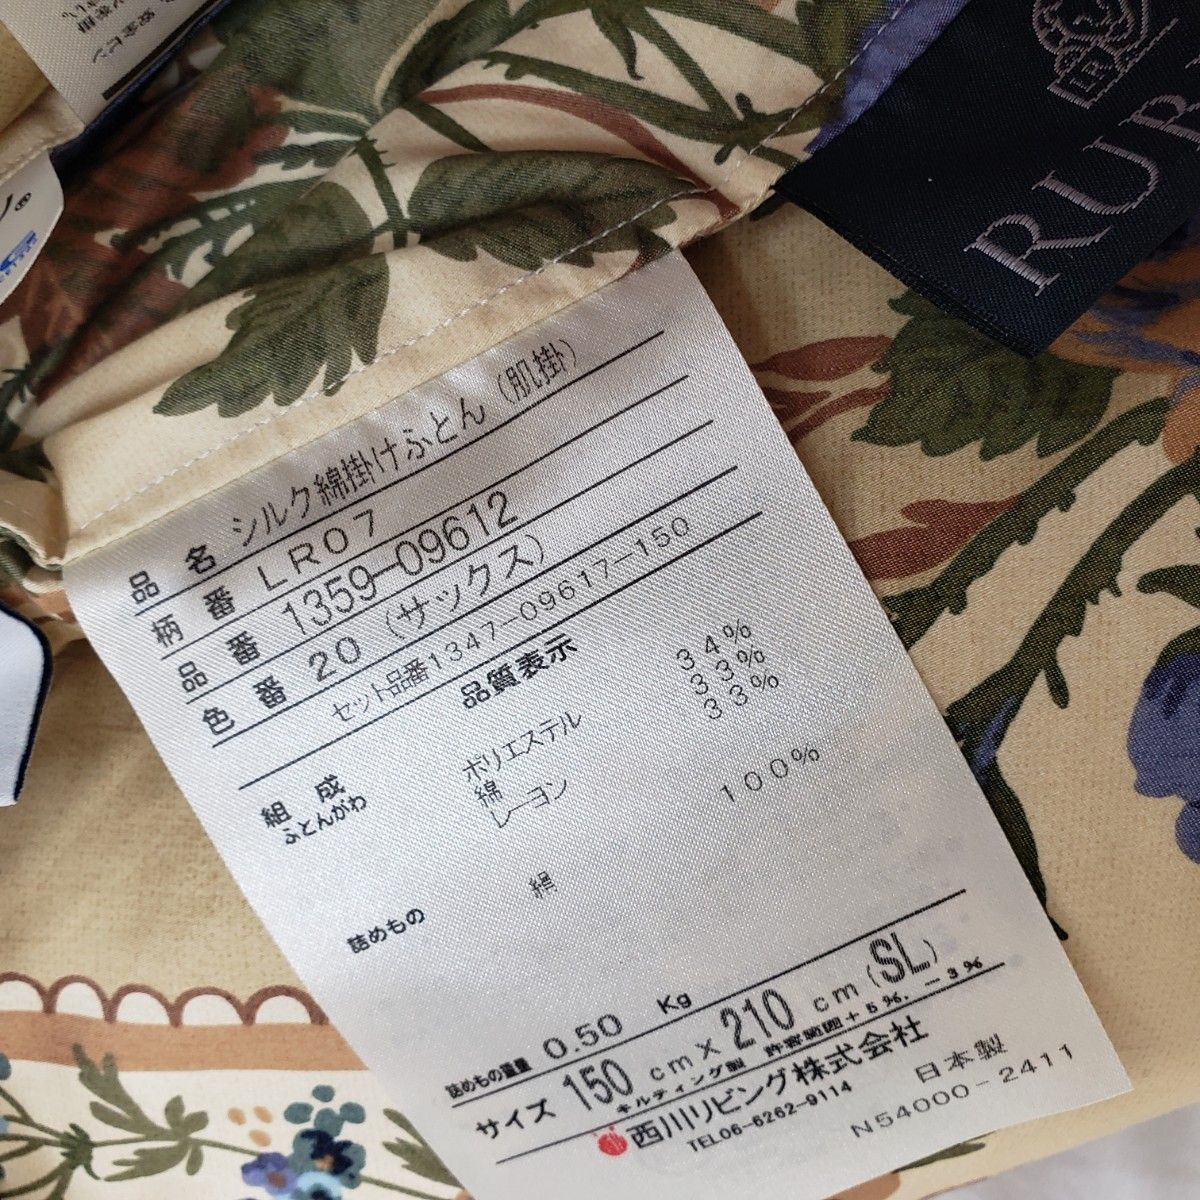 RUB
品名 シルク綿掛けふとん(肌掛)
柄番 LR07
品番 1359-09612
色番 20(サックス)
セット品番1347-09617-150
品質表示
組成
ふとんがわ
ポリエステル 34%
綿 33%
レーヨン 33%
詰めもの 絹 100%
詰めもの重量 0.50 Kg
サイズ 150cm×210cm(SL)
キルティング製 許容範囲+5%.-3%
西川リビング株式会社
TEL06-6262-9114 日本製
N54000-2411